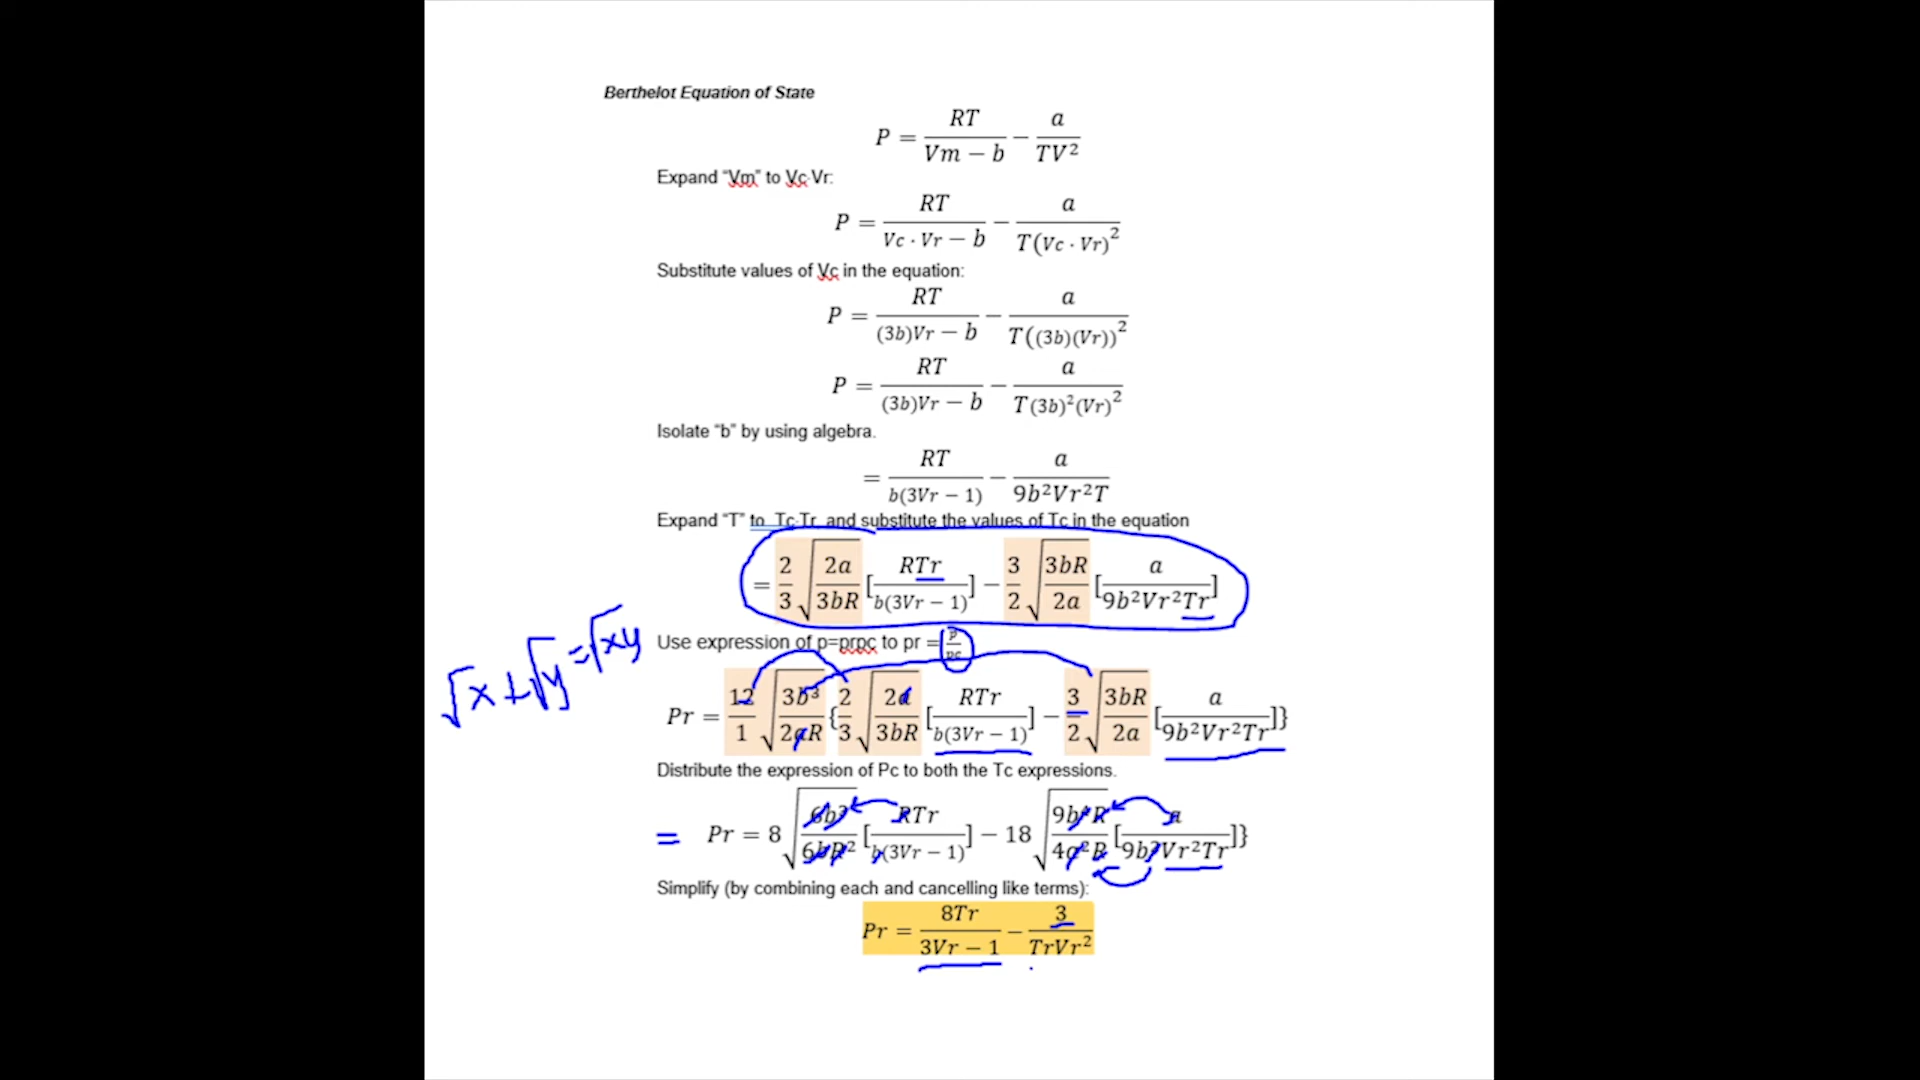 Berthelot Equation of State
P = RT/(Vm − b) − a/(TV²)
Expand “Vm” to Vc·Vr:
P = RT/(Vc · Vr − b) − a/(T(Vc · Vr)²)
Substitute values of Vc in the equation:
P = RT/((3b)Vr − b) − a/(T((3b)(Vr))²)
P = RT/((3b)Vr − b) − a/(T(3b)²(Vr)²)
Isolate “b” by using algebra.
= RT/(b(3Vr − 1)) − a/(9b²Vr²T)
Expand “T” to Tc·Tr and substitute the values of Tc in the equation
= 2/3 √(2a/3bR) [RTr/(b(3Vr − 1))] − 3/2 √(3bR/2a) [a/(9b²Vr²Tr)]
Use expression of p=prpc to pr = p/pc
√x + √y = √xy
Pr = 12/1 √(3b³/2aR) {2/3 √(2a/3bR) [RTr/(b(3Vr − 1))] − 3/2 √(3bR/2a) [a/(9b²Vr²Tr)]}
Distribute the expression of Pc to both the Tc expressions.
= Pr = 8 √(6b³/6bR²) [RTr/(b(3Vr − 1))] − 18 √(9b⁴R/4a²R) [a/(9b²Vr²Tr)]}
Simplify (by combining each and cancelling like terms):
Pr = 8Tr/(3Vr − 1) − 3/(TrVr²)